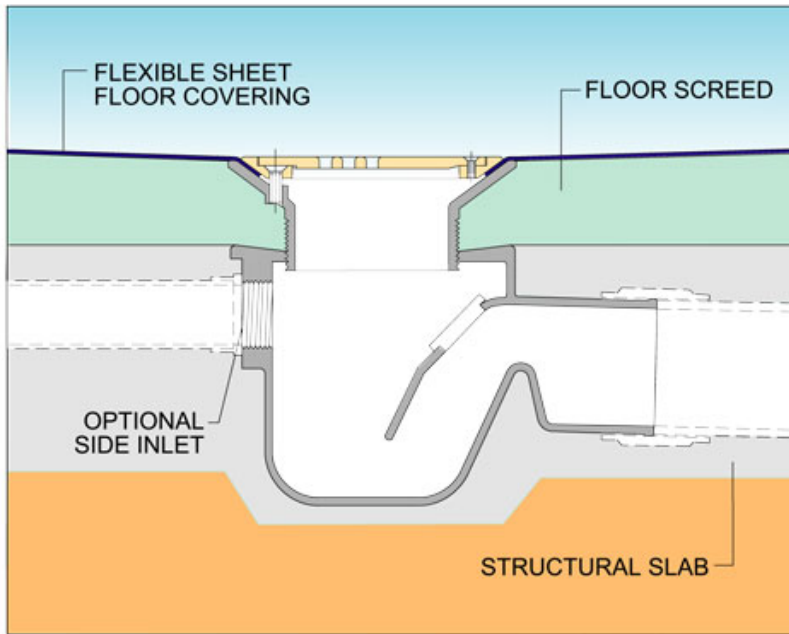 FLEXIBLE SHEET
FLOOR COVERING
FLOOR SCREED
OPTIONAL
SIDE INLET
STRUCTURAL SLAB